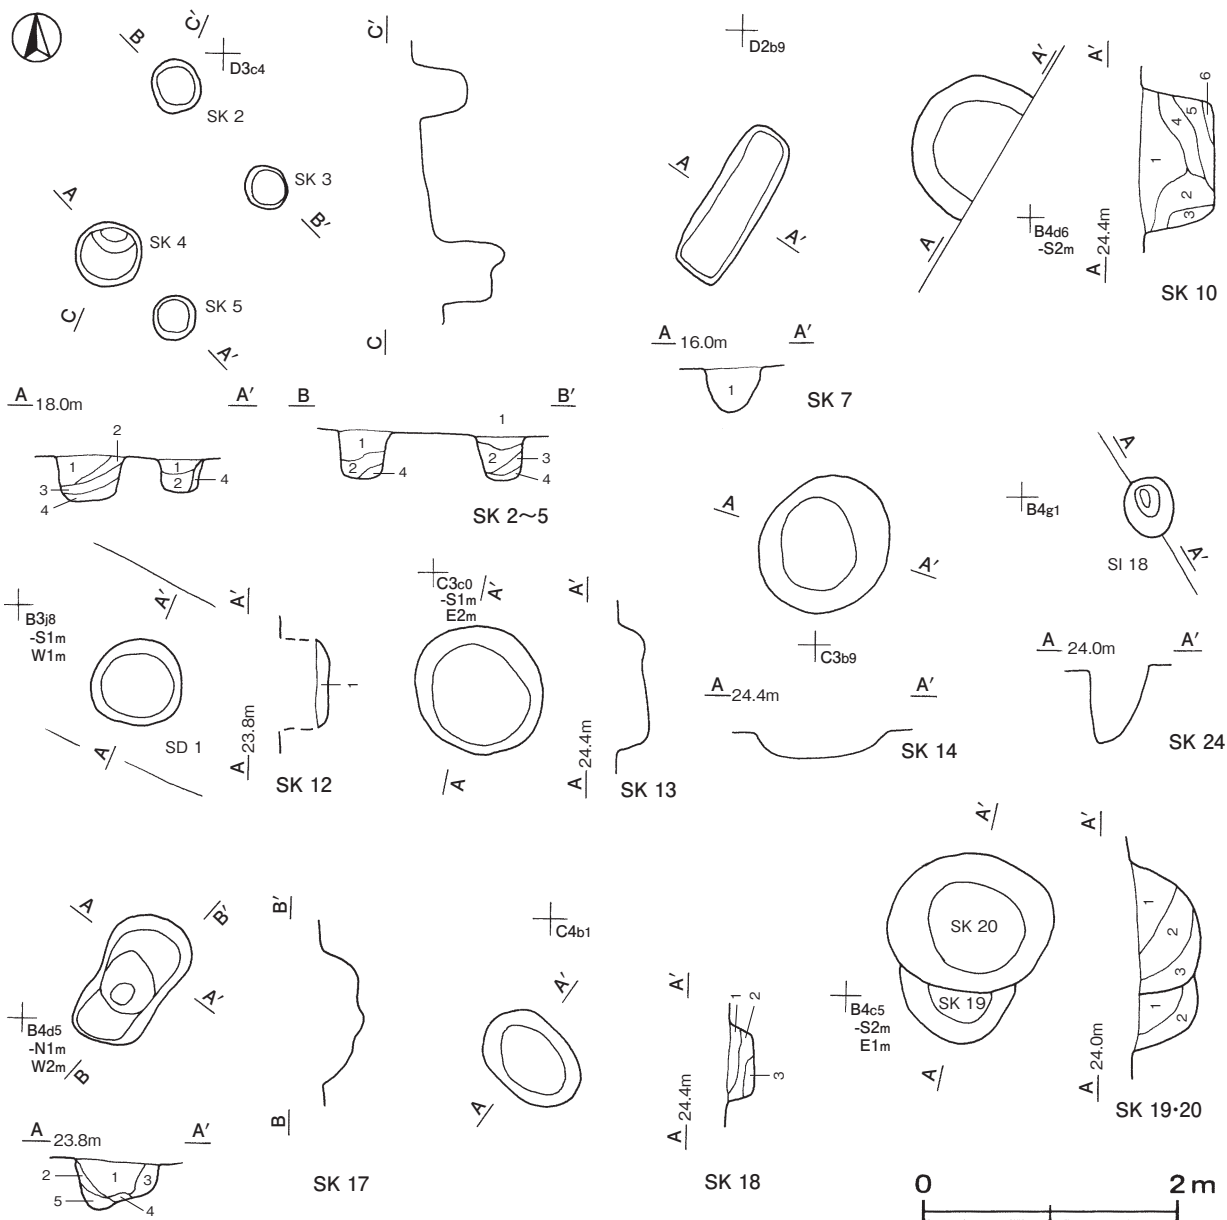 C'
B
D3c4
SK 2
SK 3
A
B'
SK 4
C
SK 5
A'
C'
C
A 18.0m A'
2
1
3
4
1
2
4
B B'
1
1
2
4
2
3
4
SK 2～5
D2b9
A
A'
A 16.0m A'
1
SK 7
A'
A
B4d6
-S2m
A'
6
5
4
1
2
3
A 24.4m
SK 10
B3j8
-S1m
W1m
A'
A
SD 1
A'
1
A 23.8m
SK 12
C3c0
-S1m
E2m
A'
A
A'
A 24.4m
SK 13
A
A'
C3b9
A 24.4m A'
SK 14
A
B4g1
SI 18
A'
A 24.0m A'
SK 24
A
B'
A'
B4d5
-N1m
W2m
B
B'
B
A 23.8m A'
2
1
3
5
4
SK 17
C4b1
A'
A
A'
1
2
3
A 24.4m
SK 18
A'
SK 20
SK 19
B4c5
-S2m
E1m
A
A'
1
2
3
1
2
A 24.0m
SK 19・20
0 2 m